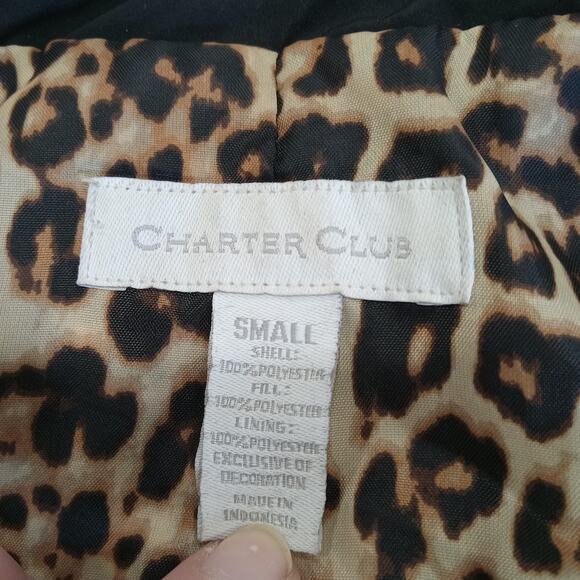 CHARTER CLUB
SMALL
SHELL:
100%POLYESTER
FILL:
100%POLYESTER
LINING:
100%POLYESTER
EXCLUSIVE OF
DECORATION
MADE IN
INDONESIA